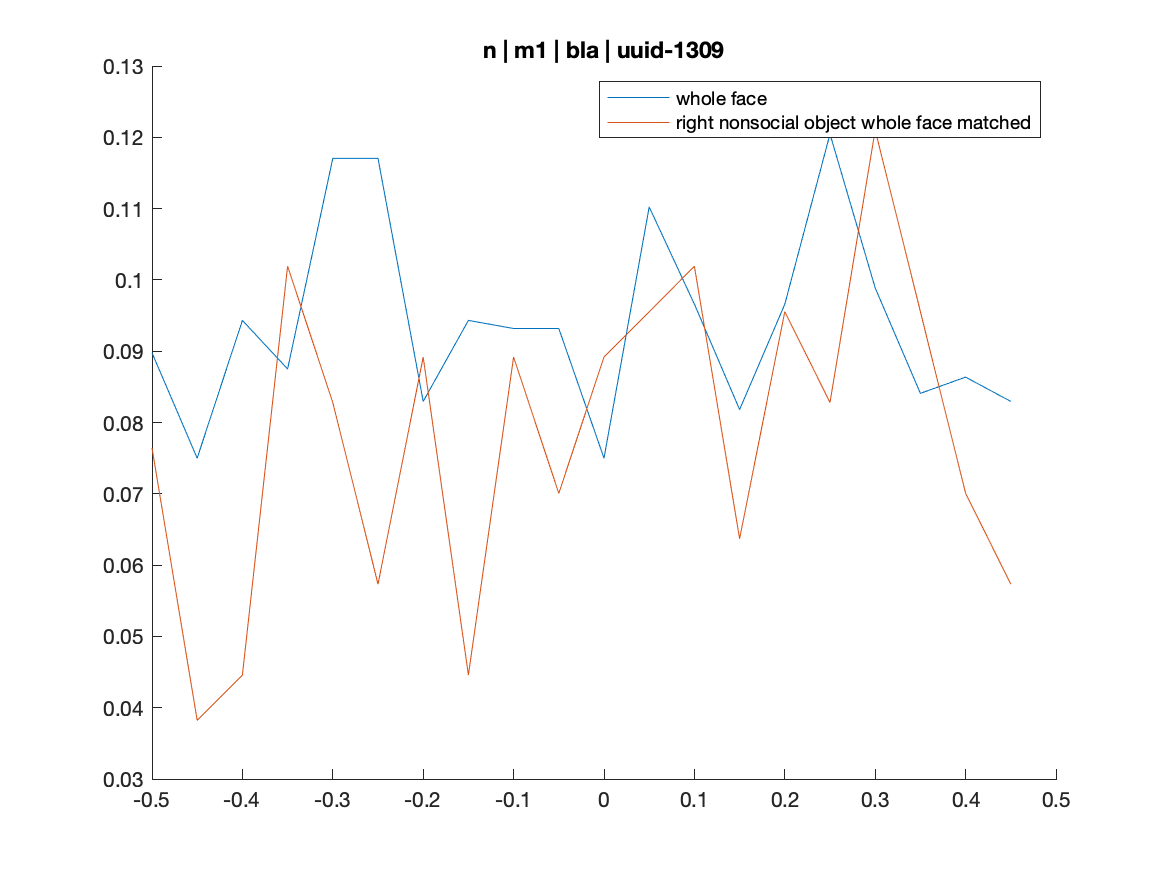 n | m1 | bla | uuid-1309
0.13
whole face
right nonsocial object whole face matched
0.12
0.11
0.1
0.09
0.08
0.07
0.06
0.05
0.04
0.03
-0.5 -0.4 -0.3 -0.2 -0.1 0 0.1 0.2 0.3 0.4 0.5